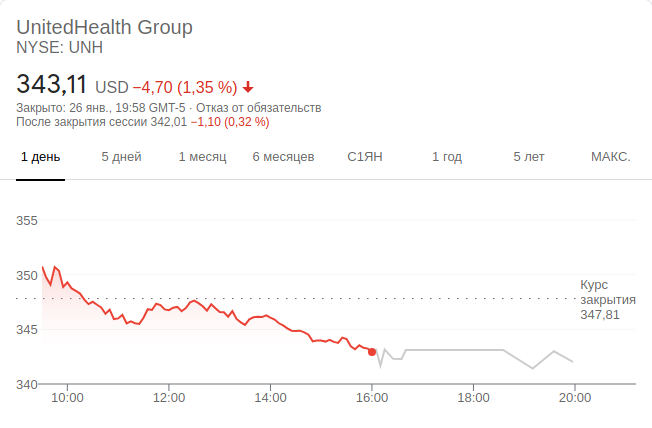 UnitedHealth Group
NYSE: UNH
343,11 USD −4,70 (1,35 %)
Закрыто: 26 янв., 19:58 GMT-5 · Отказ от обязательств
После закрытия сессии 342,01 −1,10 (0,32 %)
1 день 5 дней 1 месяц 6 месяцев С1ЯН 1 год 5 лет МАКС.
355
350
345
340
Курс
закрытия
347,81
10:00 12:00 14:00 16:00 18:00 20:00